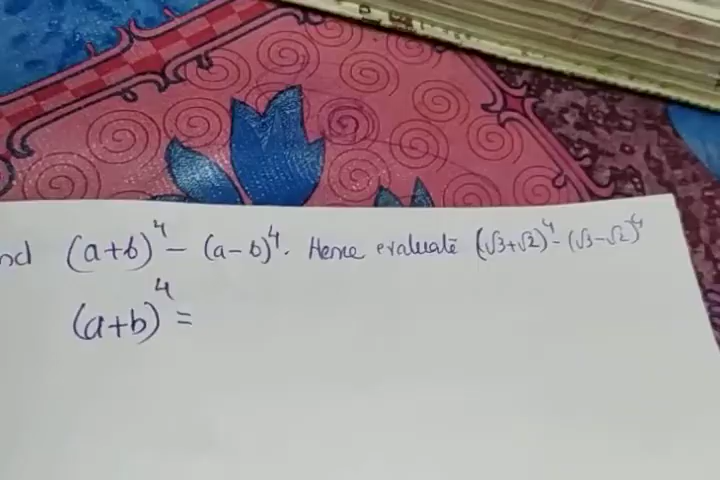 nd (a+b)⁴ - (a-b)⁴. Hence evaluate (√3+√2)⁴ - (√3-√2)⁴
(a+b)⁴ =